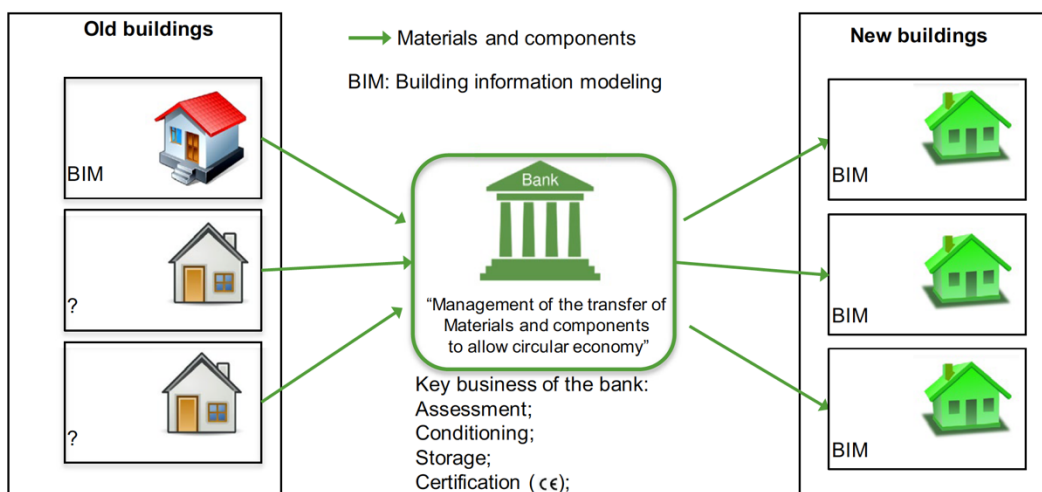 Old buildings
BIM
?
?
Materials and components
BIM: Building information modeling
Bank
“Management of the transfer of
Materials and components
to allow circular economy”
Key business of the bank:
Assessment;
Conditioning;
Storage;
Certification (CE);
New buildings
BIM
BIM
BIM